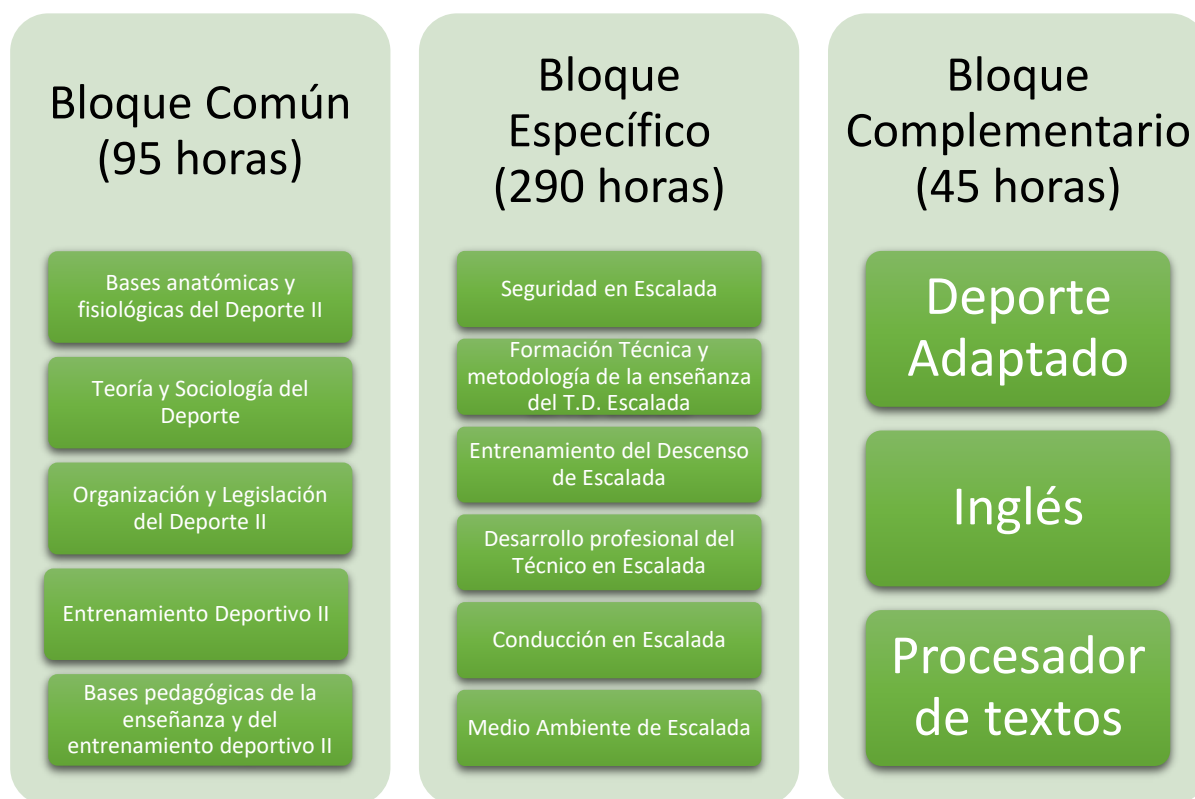 Bloque Común
(95 horas)
Bases anatómicas y
fisiológicas del Deporte II
Teoría y Sociología del
Deporte
Organización y Legislación
del Deporte II
Entrenamiento Deportivo II
Bases pedagógicas de la
enseñanza y del
entrenamiento deportivo II
Bloque
Específico
(290 horas)
Seguridad en Escalada
Formación Técnica y
metodología de la enseñanza
del T.D. Escalada
Entrenamiento del Descenso
de Escalada
Desarrollo profesional del
Técnico en Escalada
Conducción en Escalada
Medio Ambiente de Escalada
Bloque
Complementario
(45 horas)
Deporte
Adaptado
Inglés
Procesador
de textos